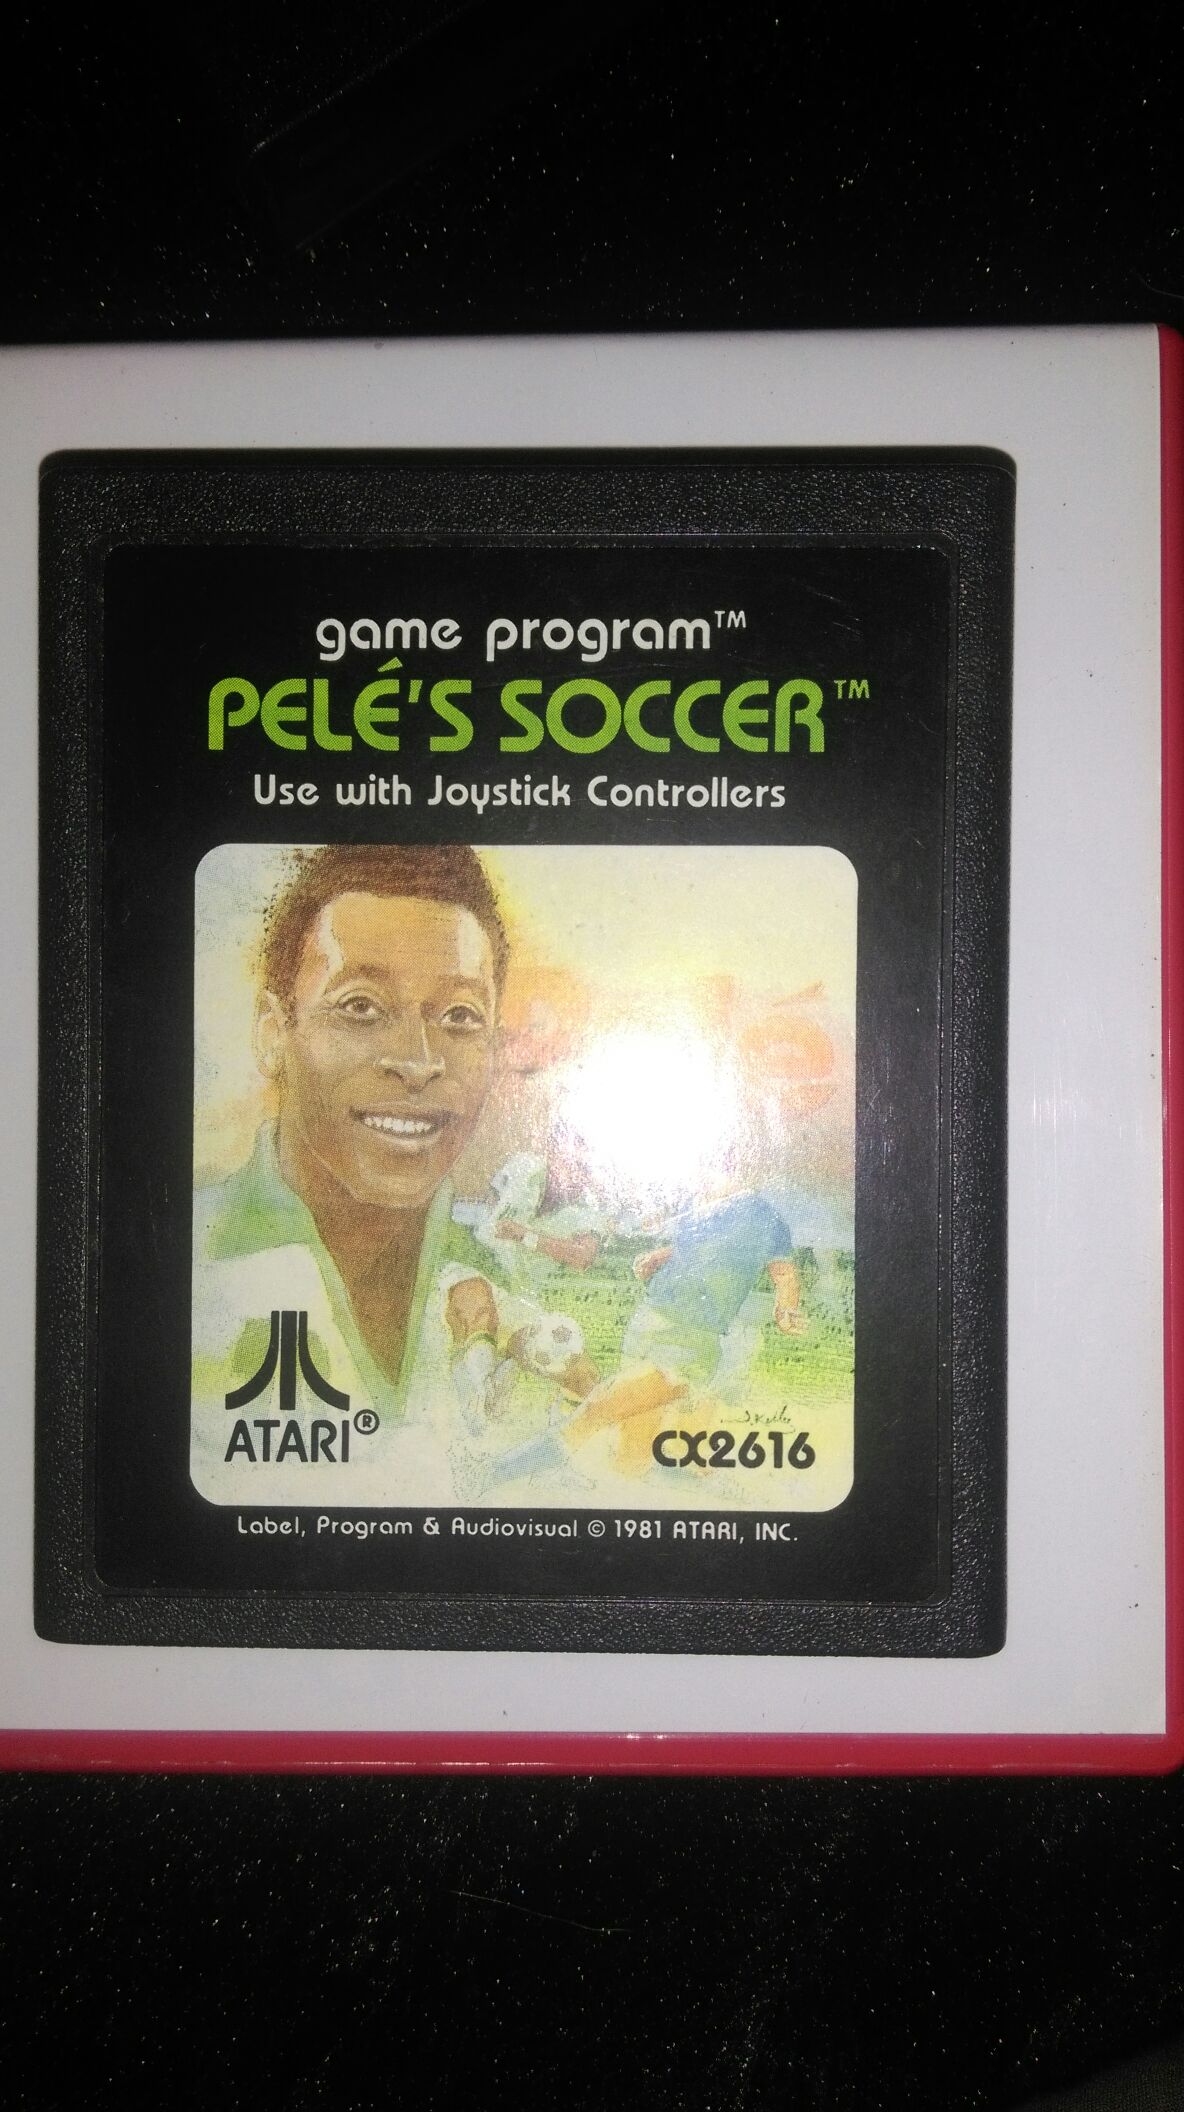 game program™
PELÉ'S SOCCER™
Use with Joystick Controllers
ATARI®
CX2616
Label, Program & Audiovisual © 1981 ATARI, INC.